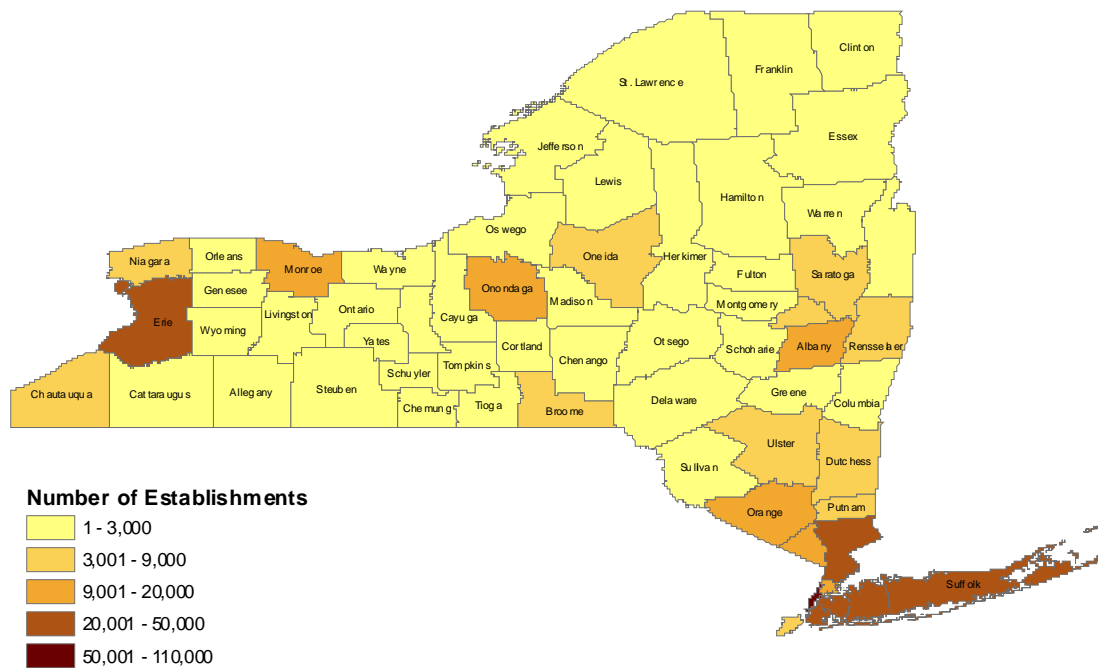 Clinton
Franklin
St. Lawrence
Essex
Jefferson
Lewis
Hamilton
Warren
Oswego
Oneida
Herkimer
Niagara
Orleans
Monroe
Wayne
Fulton
Saratoga
Genesee
Onondaga
Madison
Montgomery
Erie
Wyoming
Livingston
Ontario
Cayuga
Yates
Cortland
Otsego
Schoharie
Albany
Rensselaer
Chenango
Schuyler
Tompkins
Chautauqua
Cattaraugus
Allegany
Steuben
Chemung
Tioga
Broome
Delaware
Greene
Columbia
Ulster
Sullivan
Dutchess
Orange
Putnam
Suffolk
Number of Establishments
1 - 3,000
3,001 - 9,000
9,001 - 20,000
20,001 - 50,000
50,001 - 110,000